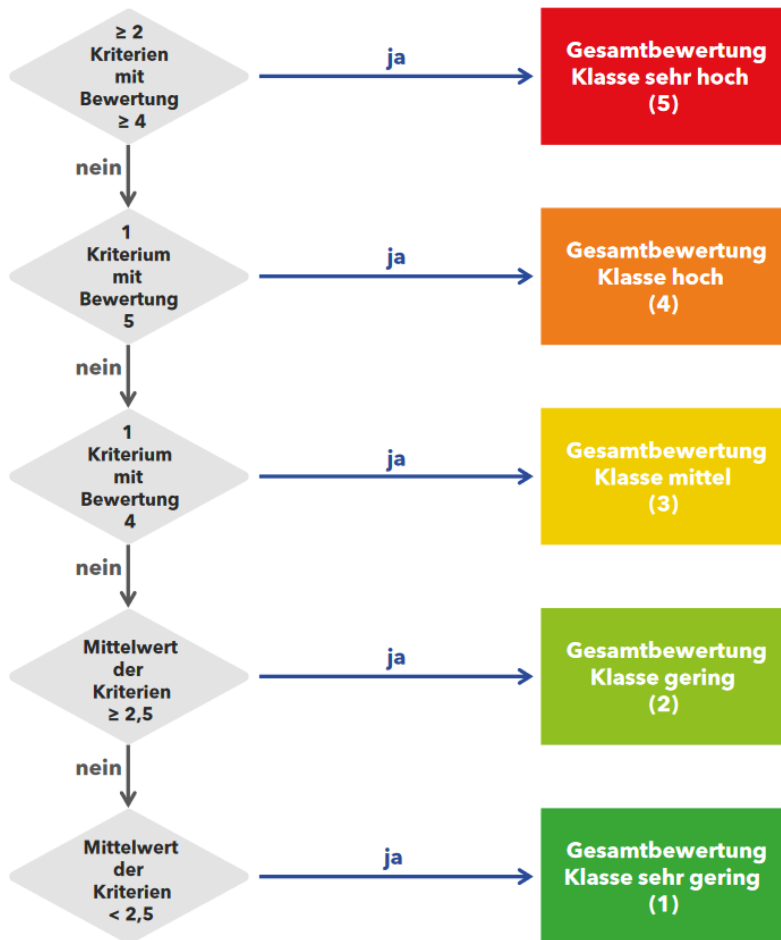 ≥ 2
Kriterien
mit
Bewertung
≥ 4
ja
Gesamtbewertung
Klasse sehr hoch
(5)
nein
1
Kriterium
mit
Bewertung
5
ja
Gesamtbewertung
Klasse hoch
(4)
nein
1
Kriterium
mit
Bewertung
4
ja
Gesamtbewertung
Klasse mittel
(3)
nein
Mittelwert
der
Kriterien
≥ 2,5
ja
Gesamtbewertung
Klasse gering
(2)
nein
Mittelwert
der
Kriterien
< 2,5
ja
Gesamtbewertung
Klasse sehr gering
(1)